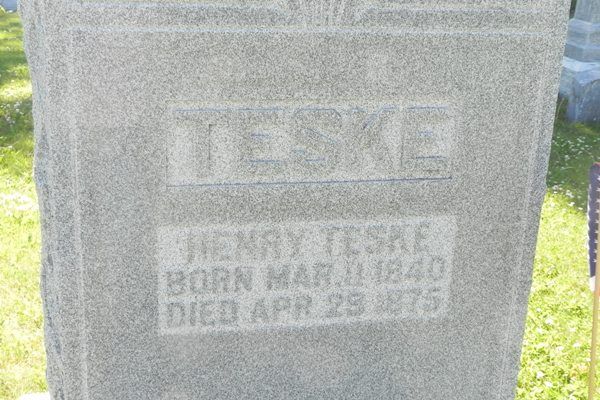 TESKE
HENRY TESKE
BORN MAR. 11 1840
DIED APR. 29 1875